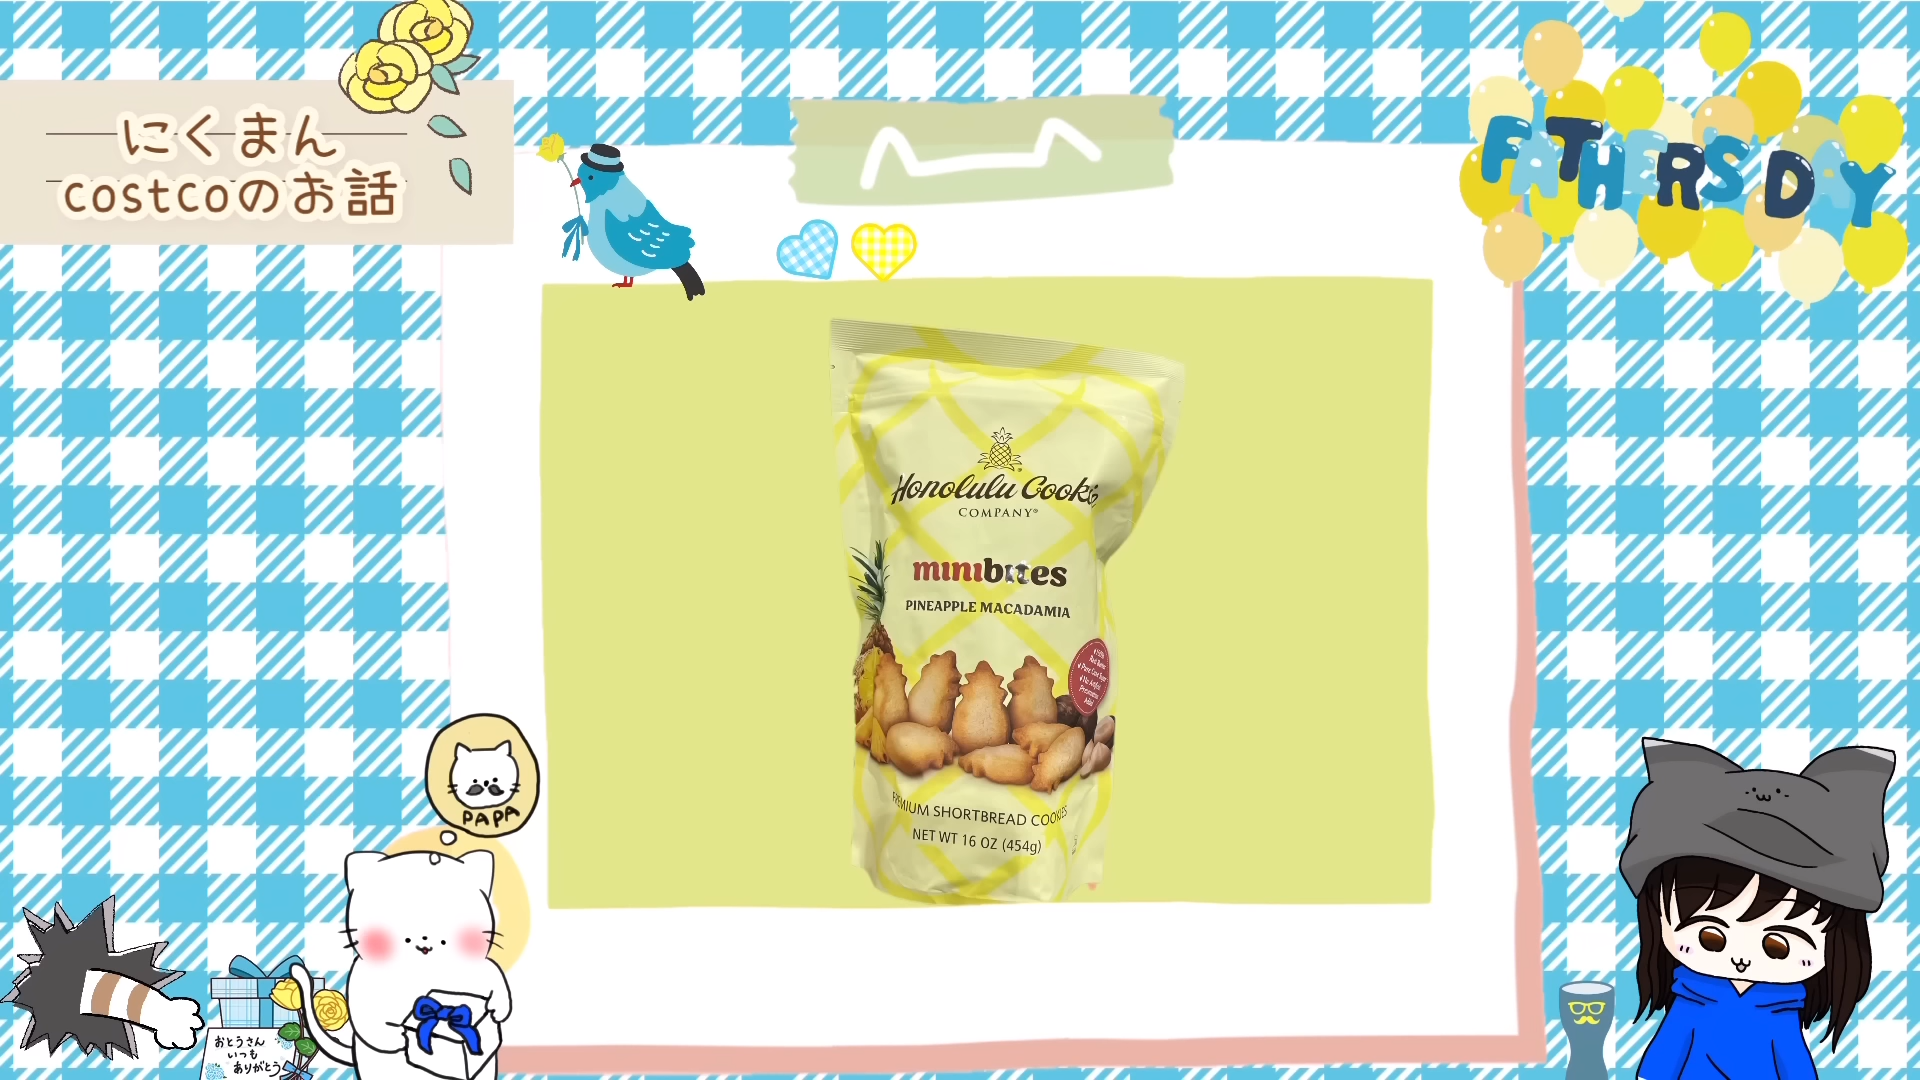 にくまん
costcoのお話
FATHERS DAY
Honolulu Cookie
COMPANY®
minibites
PINEAPPLE MACADAMIA
PREMIUM SHORTBREAD COOKIES
NET WT 16 OZ (454g)
PAPA
おとうさん
いつも
ありがとう